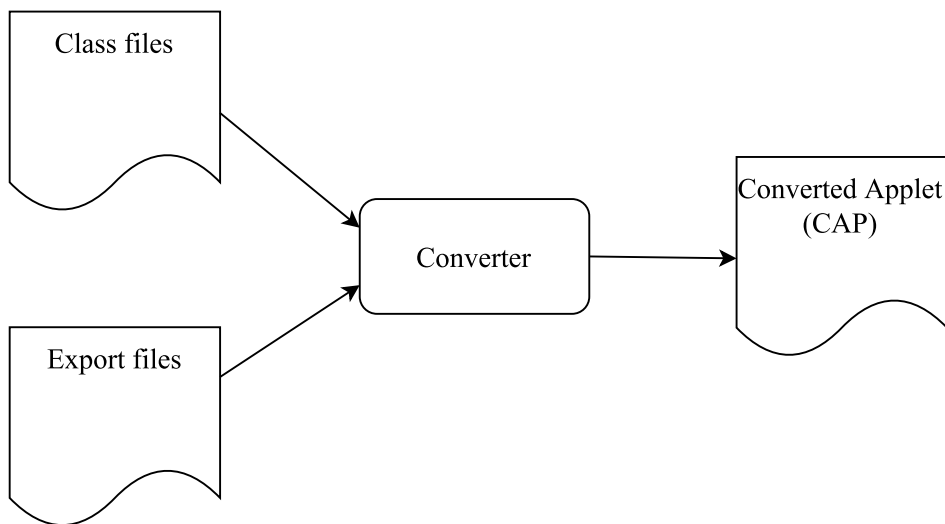 Class files
Export files
Converter
Converted Applet
(CAP)